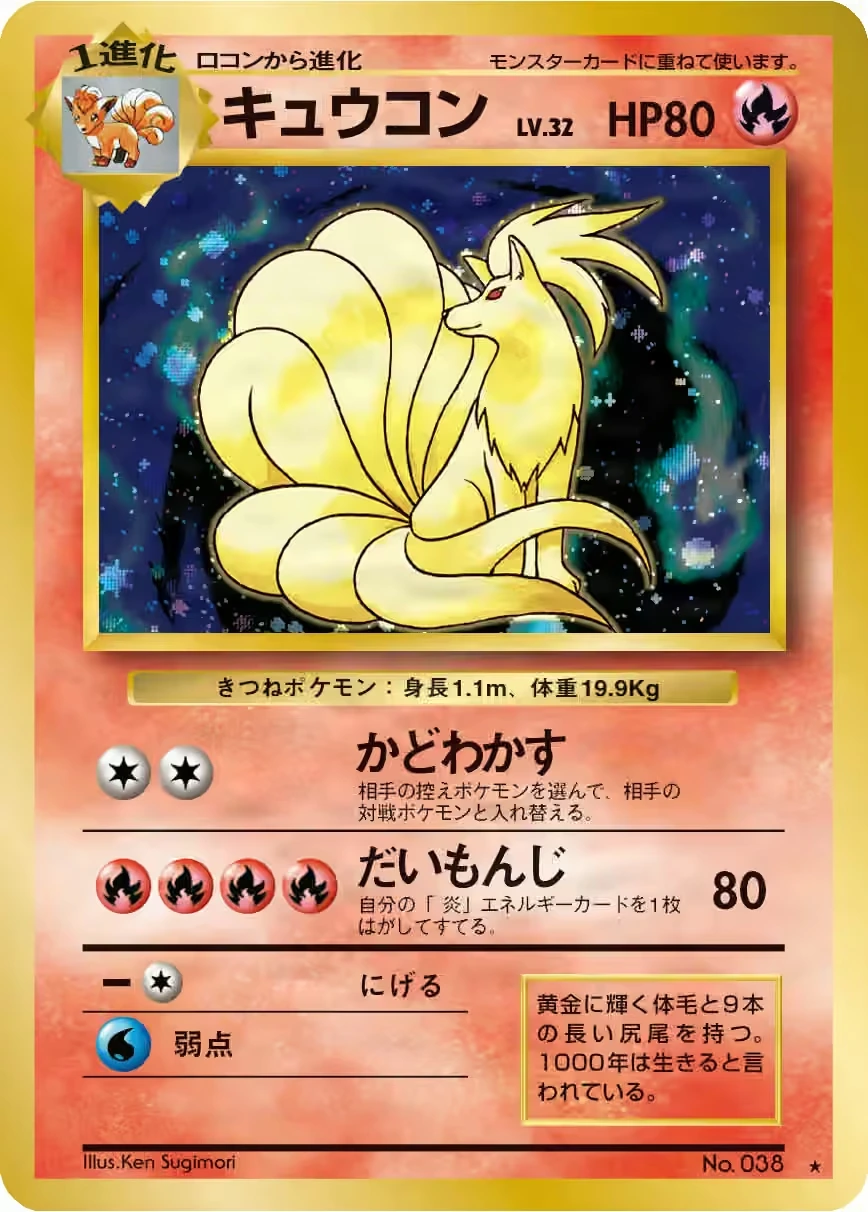 1進化
ロコンから進化
モンスターカードに重ねて使います。
キュウコン LV.32 HP80
きつねポケモン：身長1.1m、体重19.9Kg
かどわかす
相手の控えポケモンを選んで、相手の
対戦ポケモンと入れ替える。
だいもんじ 80
自分の「炎」エネルギーカードを1枚
はがしてすてる。
ー にげる
弱点
黄金に輝く体毛と9本
の長い尻尾を持つ。
1000年は生きると言
われている。
Illus.Ken Sugimori
No. 038 ★